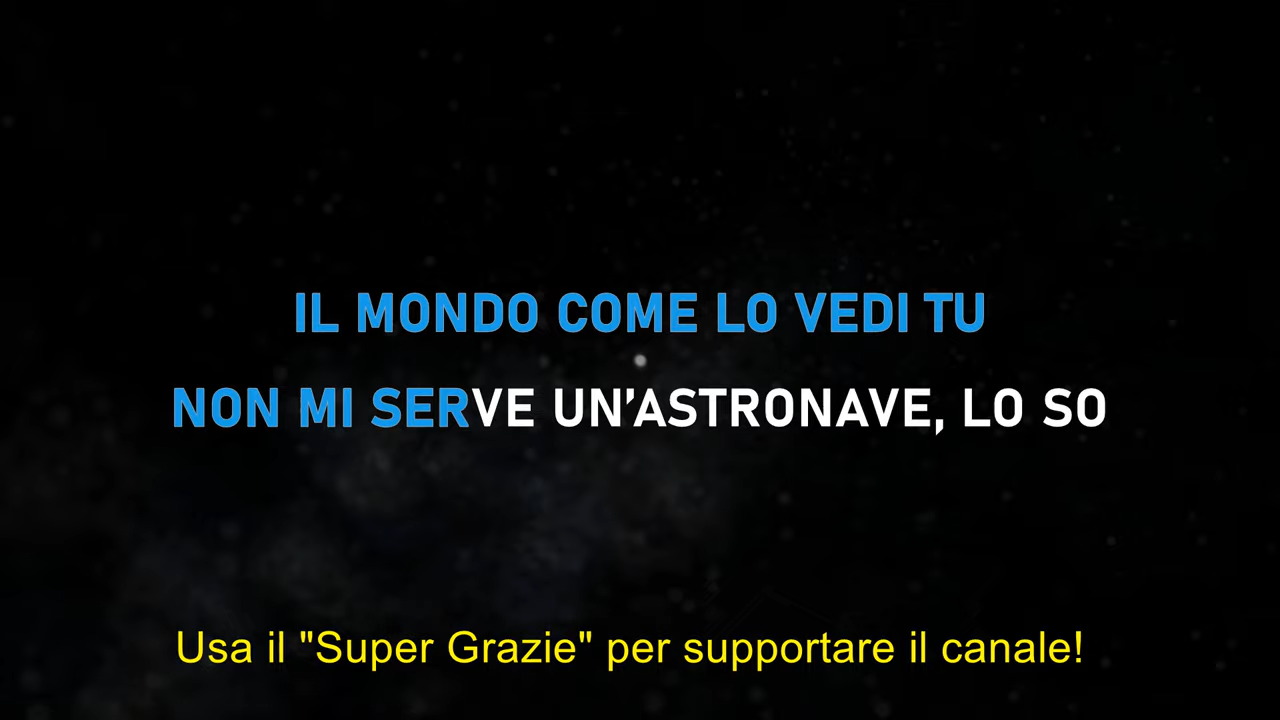 IL MONDO COME LO VEDI TU
NON MI SERVE UN'ASTRONAVE, LO SO
Usa il "Super Grazie" per supportare il canale!